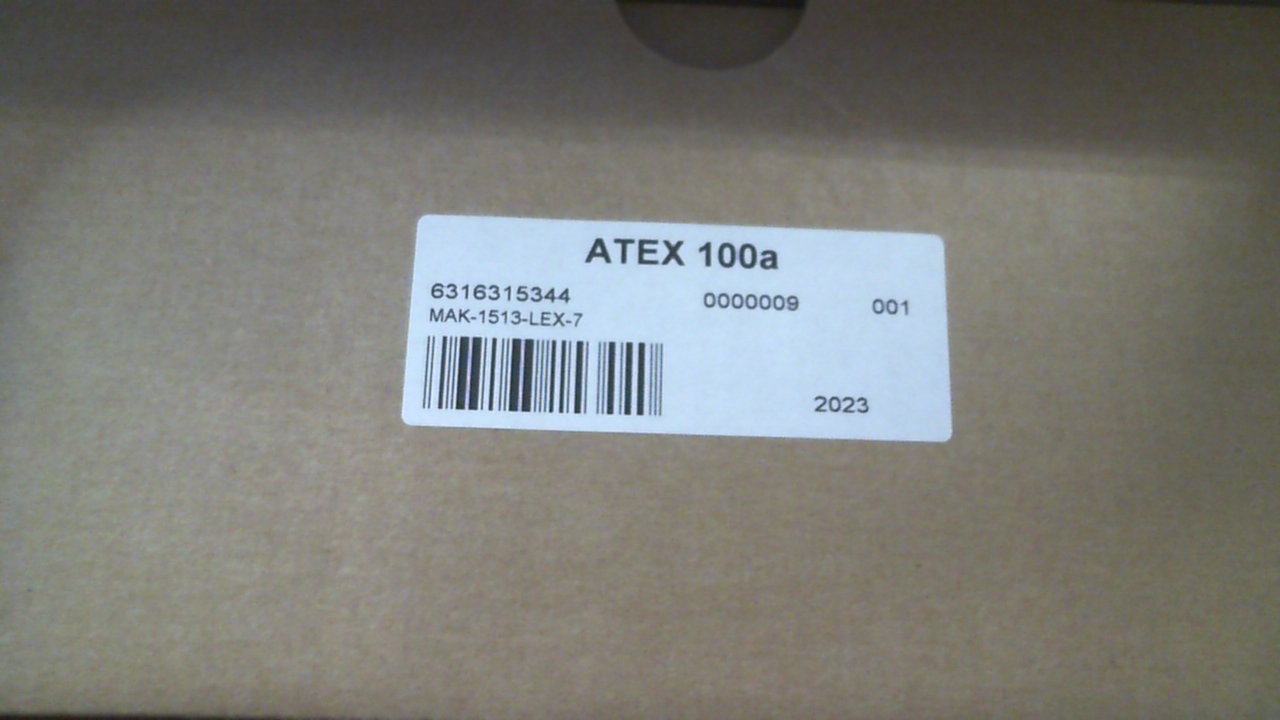 ATEX 100a
6316315344 0000009 001
MAK-1513-LEX-7
2023